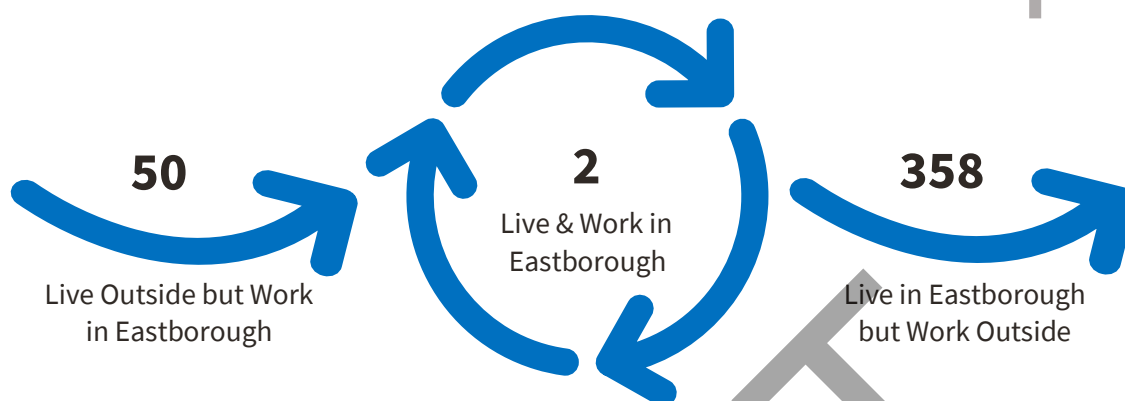 50
Live Outside but Work
in Eastborough
2
Live & Work in
Eastborough
358
Live in Eastborough
but Work Outside